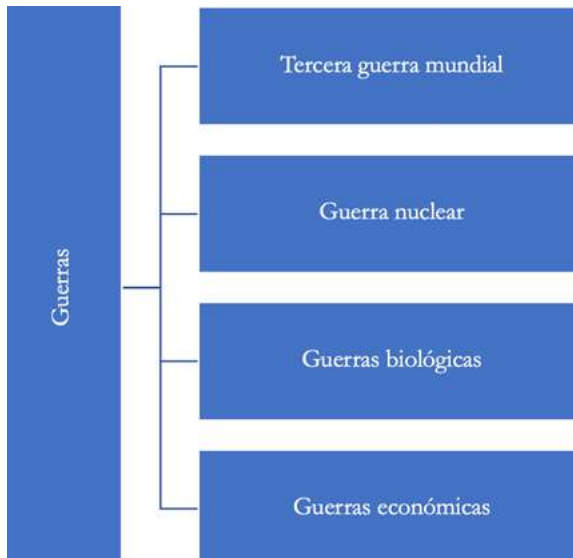 Guerras
Tercera guerra mundial
Guerra nuclear
Guerras biológicas
Guerras económicas